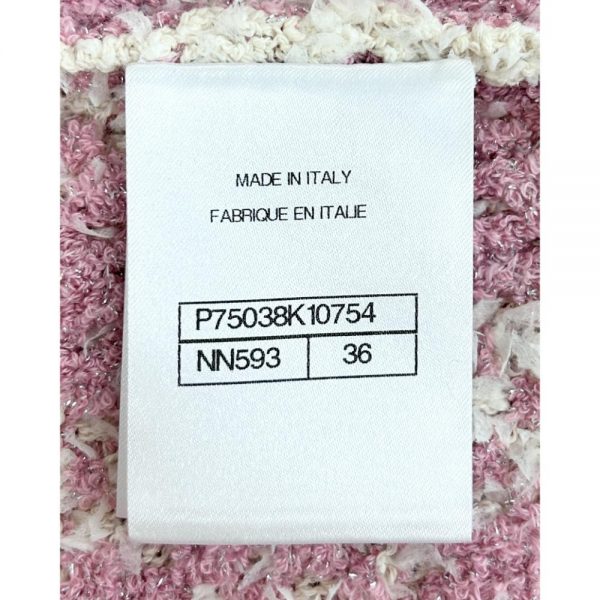 MADE IN ITALY
FABRIQUE EN ITALIE
P75038K10754
NN593 36